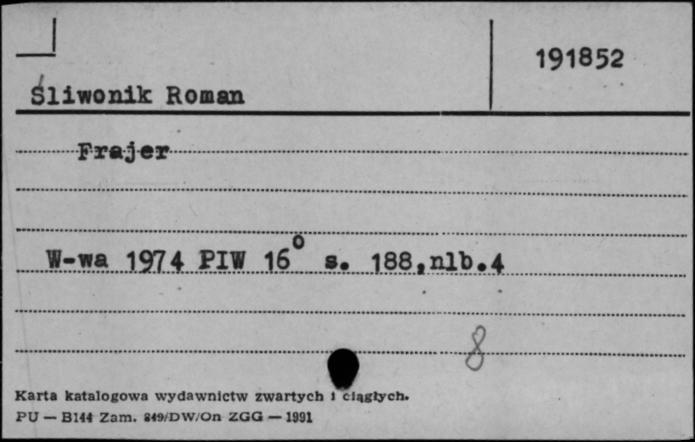 191852
Śliwonik Roman
Frajer
W-wa 1974 PIW 16° s. 188,nlb.4
8
Karta katalogowa wydawnictw zwartych i ciągłych.
PU — B144 Zam. 849/DW/On ZGG — 1991